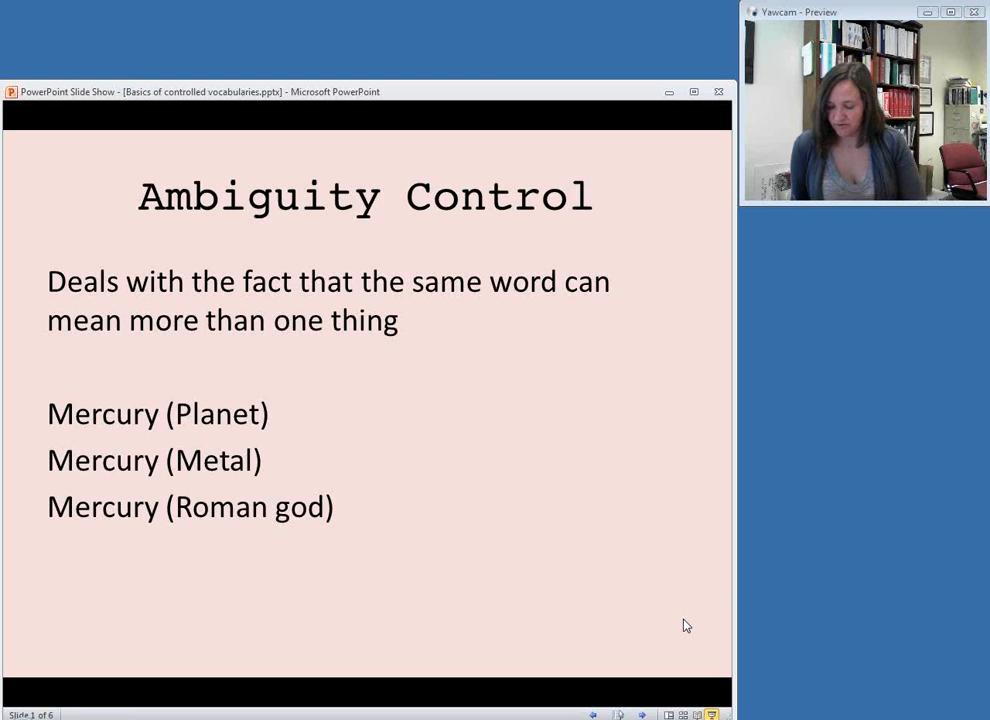 Yawcam - Preview
PowerPoint Slide Show - [Basics of controlled vocabularies.pptx] - Microsoft PowerPoint
Ambiguity Control
Deals with the fact that the same word can
mean more than one thing
Mercury (Planet)
Mercury (Metal)
Mercury (Roman god)
Slide 1 of 6